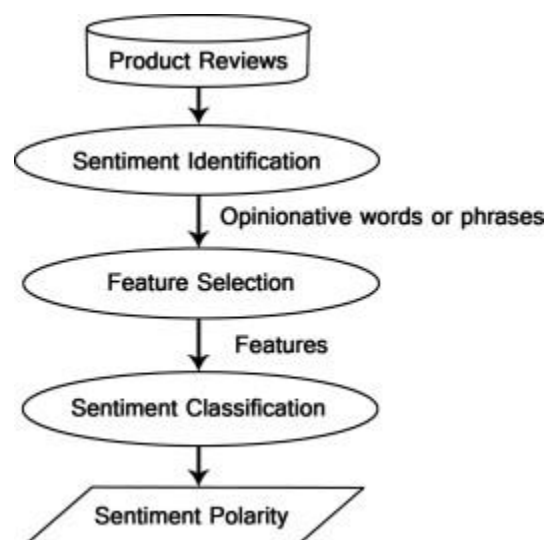 Product Reviews
Sentiment Identification
Opinionative words or phrases
Feature Selection
Features
Sentiment Classification
Sentiment Polarity